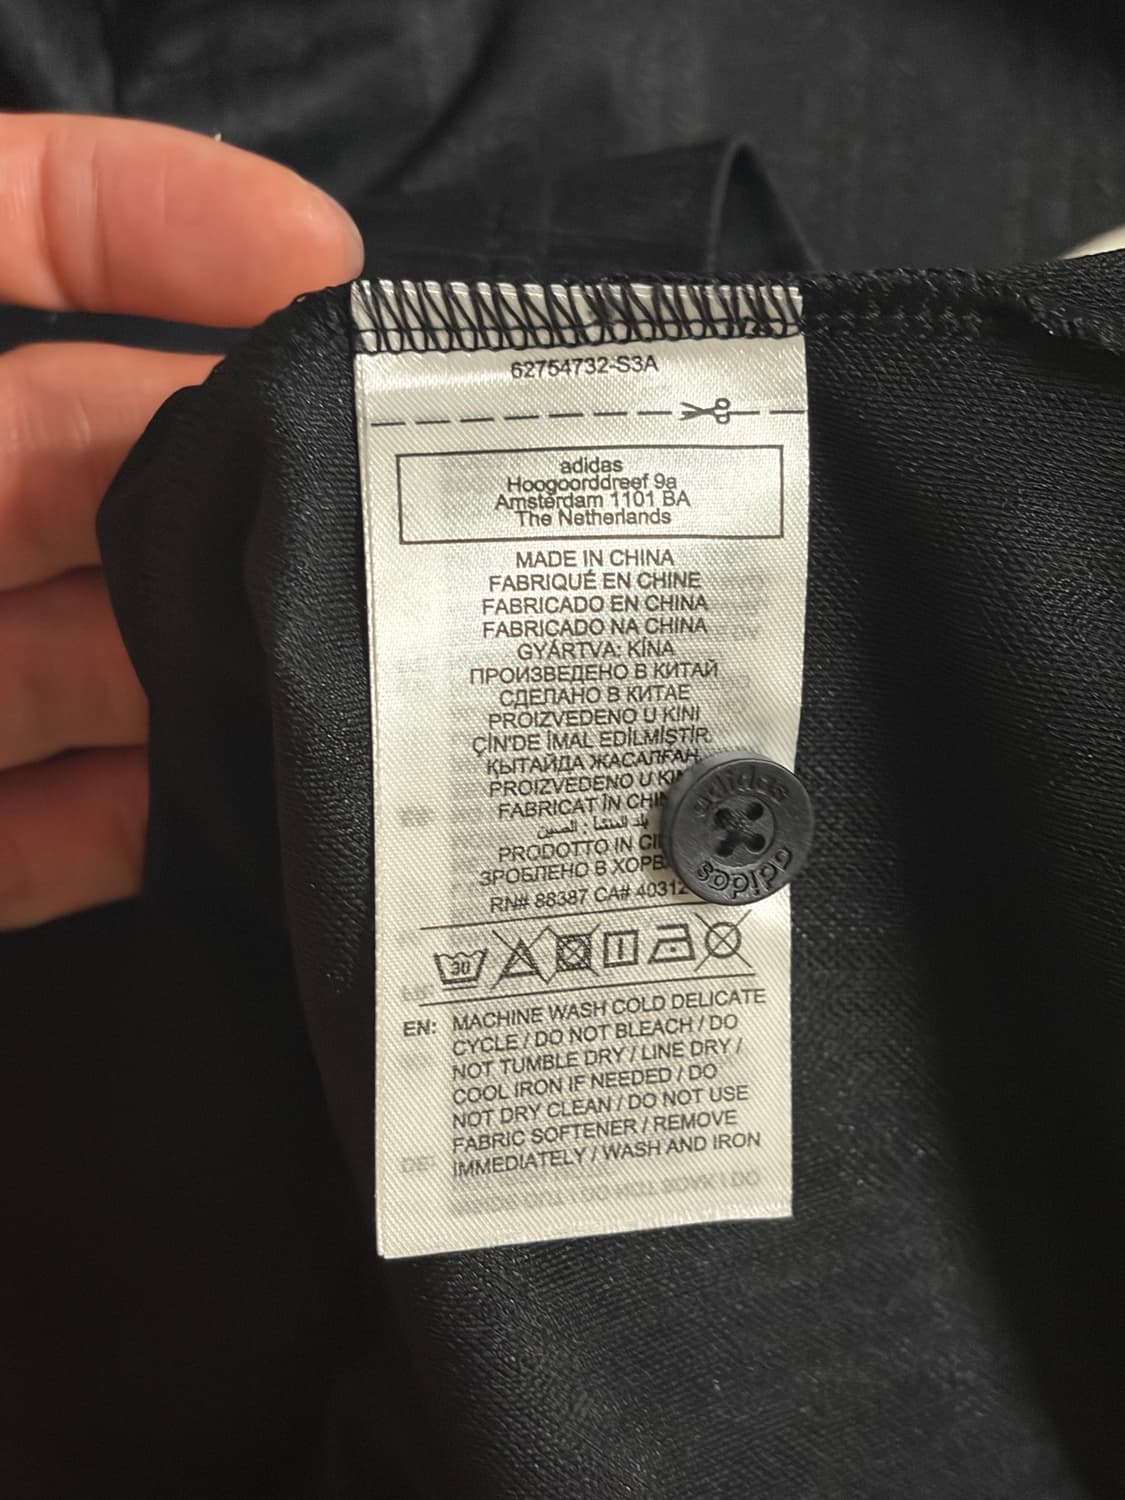 62754732-S3A
adidas
Hoogoorddreef 9a
Amsterdam 1101 BA
The Netherlands
MADE IN CHINA
FABRIQUÉ EN CHINE
FABRICADO EN CHINA
FABRICADO NA CHINA
GYÁRTVA: KÍNA
ПРОИЗВЕДЕНО В КИТАЙ
СДЕЛАНО В КИТАЕ
PROIZVEDENO U KINI
ÇİN'DE İMAL EDİLMİŞTİR.
ҚЫТАЙДА ЖАСАЛҒАН
PROIZVEDENO U
FABRICAT ÎN
بلد المنشأ : الصين
PRODOTTO IN
ЗРОБЛЕНО В
RN# 88387 CA#
adidas
adidas
30
EN: MACHINE WASH COLD DELICATE
CYCLE / DO NOT BLEACH / DO
NOT TUMBLE DRY / LINE DRY /
COOL IRON IF NEEDED / DO
NOT DRY CLEAN / DO NOT USE
FABRIC SOFTENER / REMOVE
IMMEDIATELY / WASH AND IRON